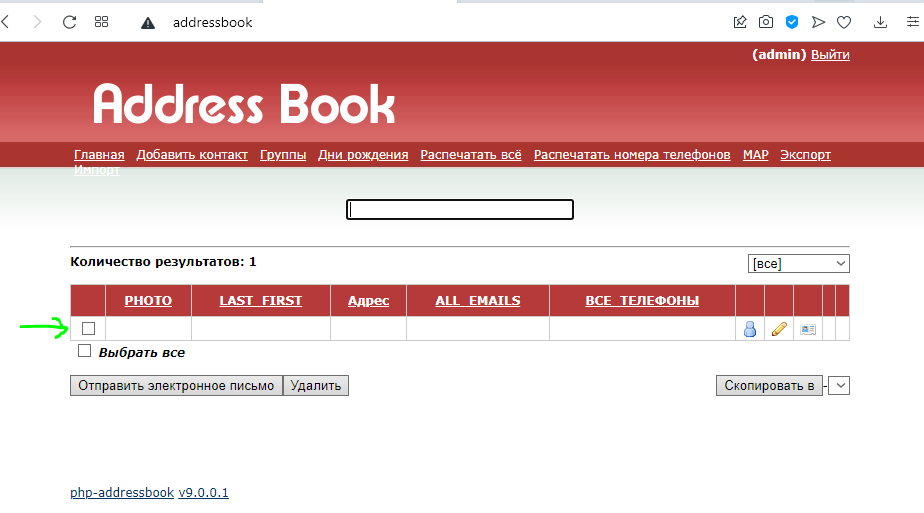 addressbook
(admin) Выйти
Address Book
Главная Добавить контакт Группы Дни рождения Распечатать всё Распечатать номера телефонов MAP Экспорт
Импорт
Количество результатов: 1 [все]
PHOTO LAST_FIRST Адрес ALL_EMAILS ВСЕ_ТЕЛЕФОНЫ
Выбрать все
Отправить электронное письмо Удалить Скопировать в -
php-addressbook v9.0.0.1